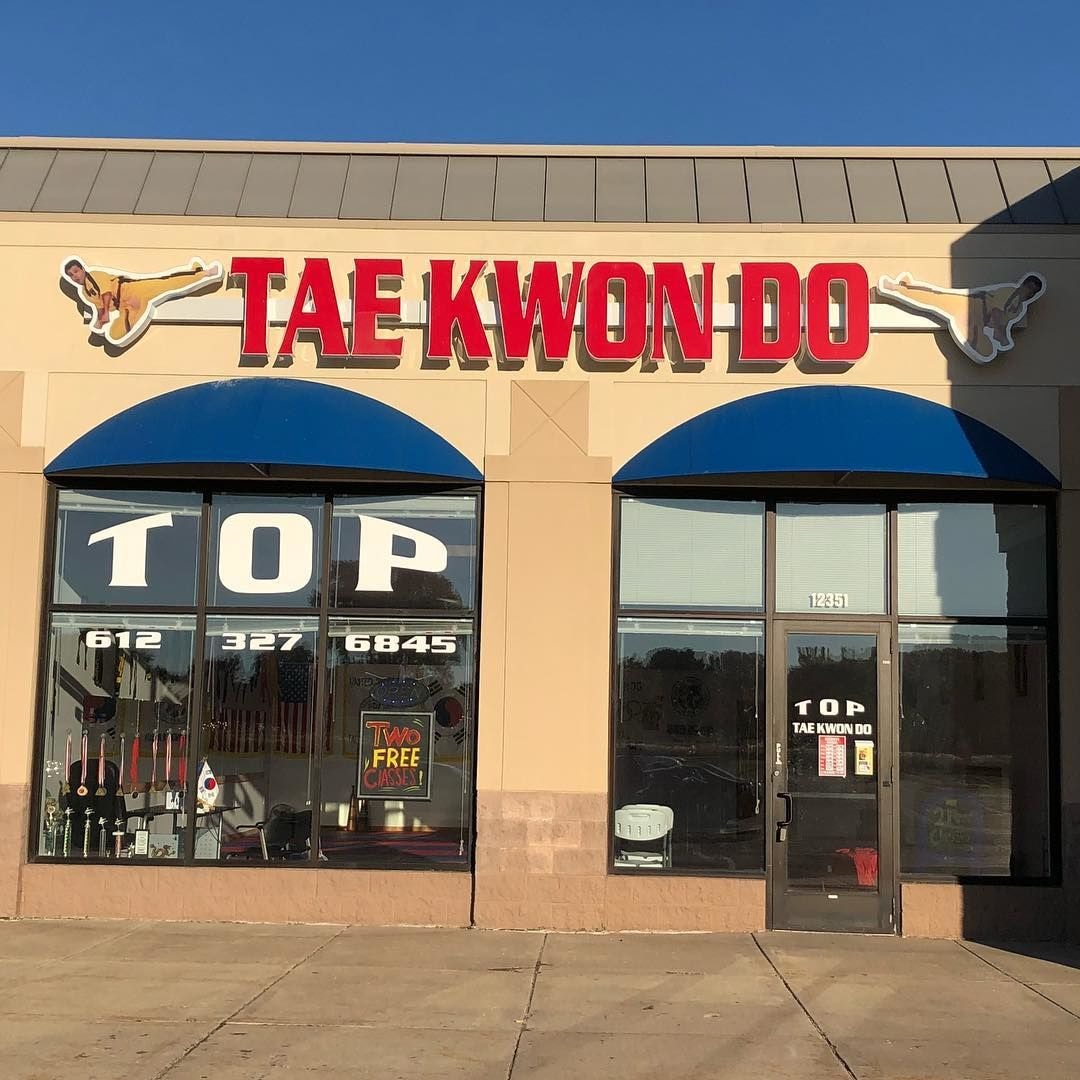 TAE KWON DO
TOP
612 327 6845
TWO
FREE
CLASSES!
12351
TOP
TAE KWON DO